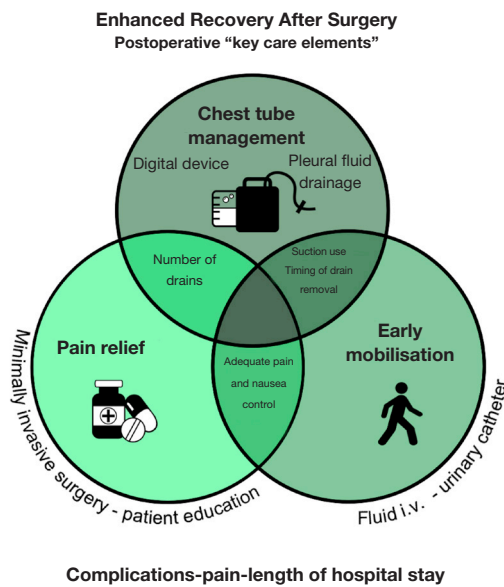 Enhanced Recovery After Surgery
Postoperative “key care elements”
Chest tube
management
Digital device
Pleural fluid
drainage
Number of
drains
Suction use
Timing of drain
removal
Pain relief
Early
mobilisation
Adequate pain
and nausea
control
Minimally invasive surgery - patient education
Fluid i.v. - urinary catheter
Complications-pain-length of hospital stay